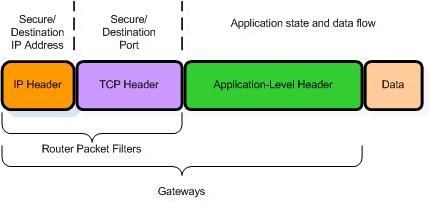 Secure/
Destination
IP Address
Secure/
Destination
Port
Application state and data flow
IP Header
TCP Header
Application-Level Header
Data
Router Packet Filters
Gateways